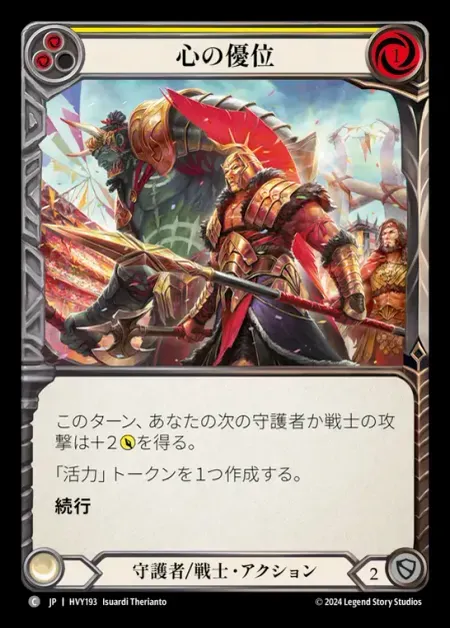 心の優位
1
このターン、あなたの次の守護者か戦士の攻
撃は+2を得る。
「活力」トークンを1つ作成する。
続行
守護者/戦士・アクション
2
C JP | HVY193 Isuardi Therianto
© 2024 Legend Story Studios